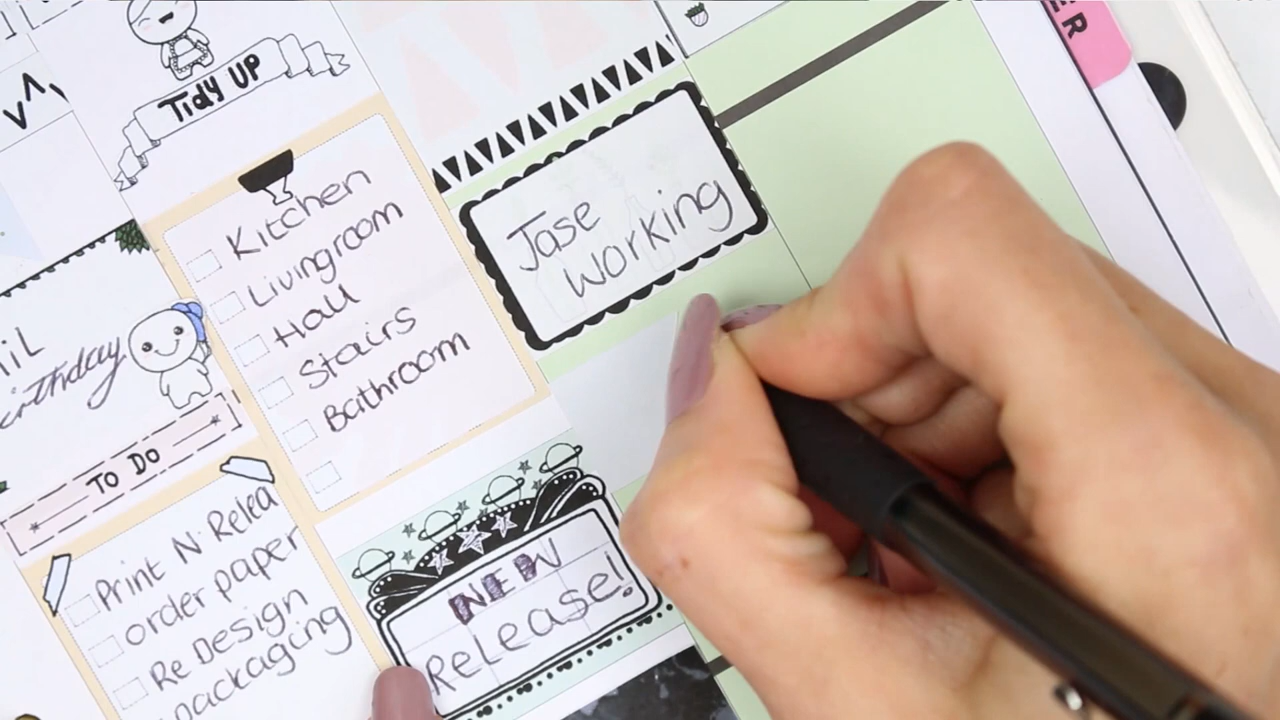 Tidy UP
Kitchen
Livingroom
Hall
Stairs
Bathroom
Jase
working
TO DO
Print N Relea
order paper
Re Design
packaging
NEW
ReLease!
ER